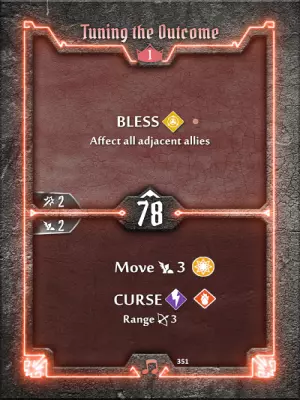 Tuning the Outcome
1
BLESS
Affect all adjacent allies
2
78
2
Move 3
CURSE
Range 3
351